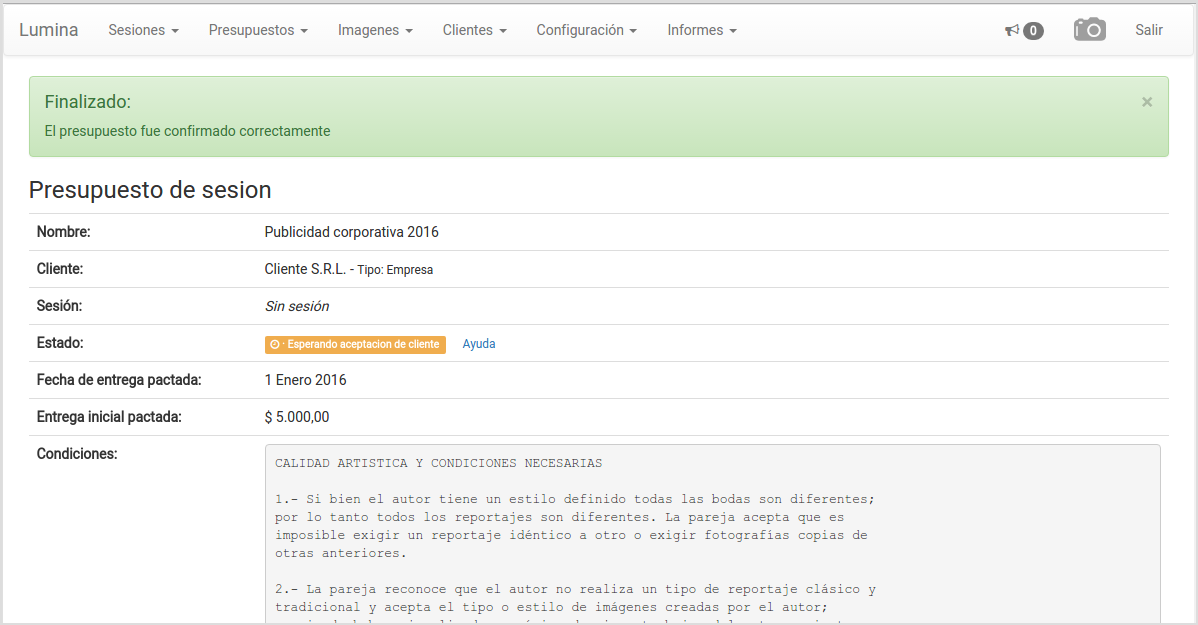 Lumina Sesiones Presupuestos Imagenes Clientes Configuración Informes 0 Salir
Finalizado: ×
El presupuesto fue confirmado correctamente
Presupuesto de sesion
Nombre: Publicidad corporativa 2016
Cliente: Cliente S.R.L. - Tipo: Empresa
Sesión: Sin sesión
Estado: · Esperando aceptacion de cliente Ayuda
Fecha de entrega pactada: 1 Enero 2016
Entrega inicial pactada: $ 5.000,00
Condiciones: CALIDAD ARTISTICA Y CONDICIONES NECESARIAS
1.- Si bien el autor tiene un estilo definido todas las bodas son diferentes;
por lo tanto todos los reportajes son diferentes. La pareja acepta que es
imposible exigir un reportaje idéntico a otro o exigir fotografías copias de
otras anteriores.
2.- La pareja reconoce que el autor no realiza un tipo de reportaje clásico y
tradicional y acepta el tipo o estilo de imágenes creadas por el autor;